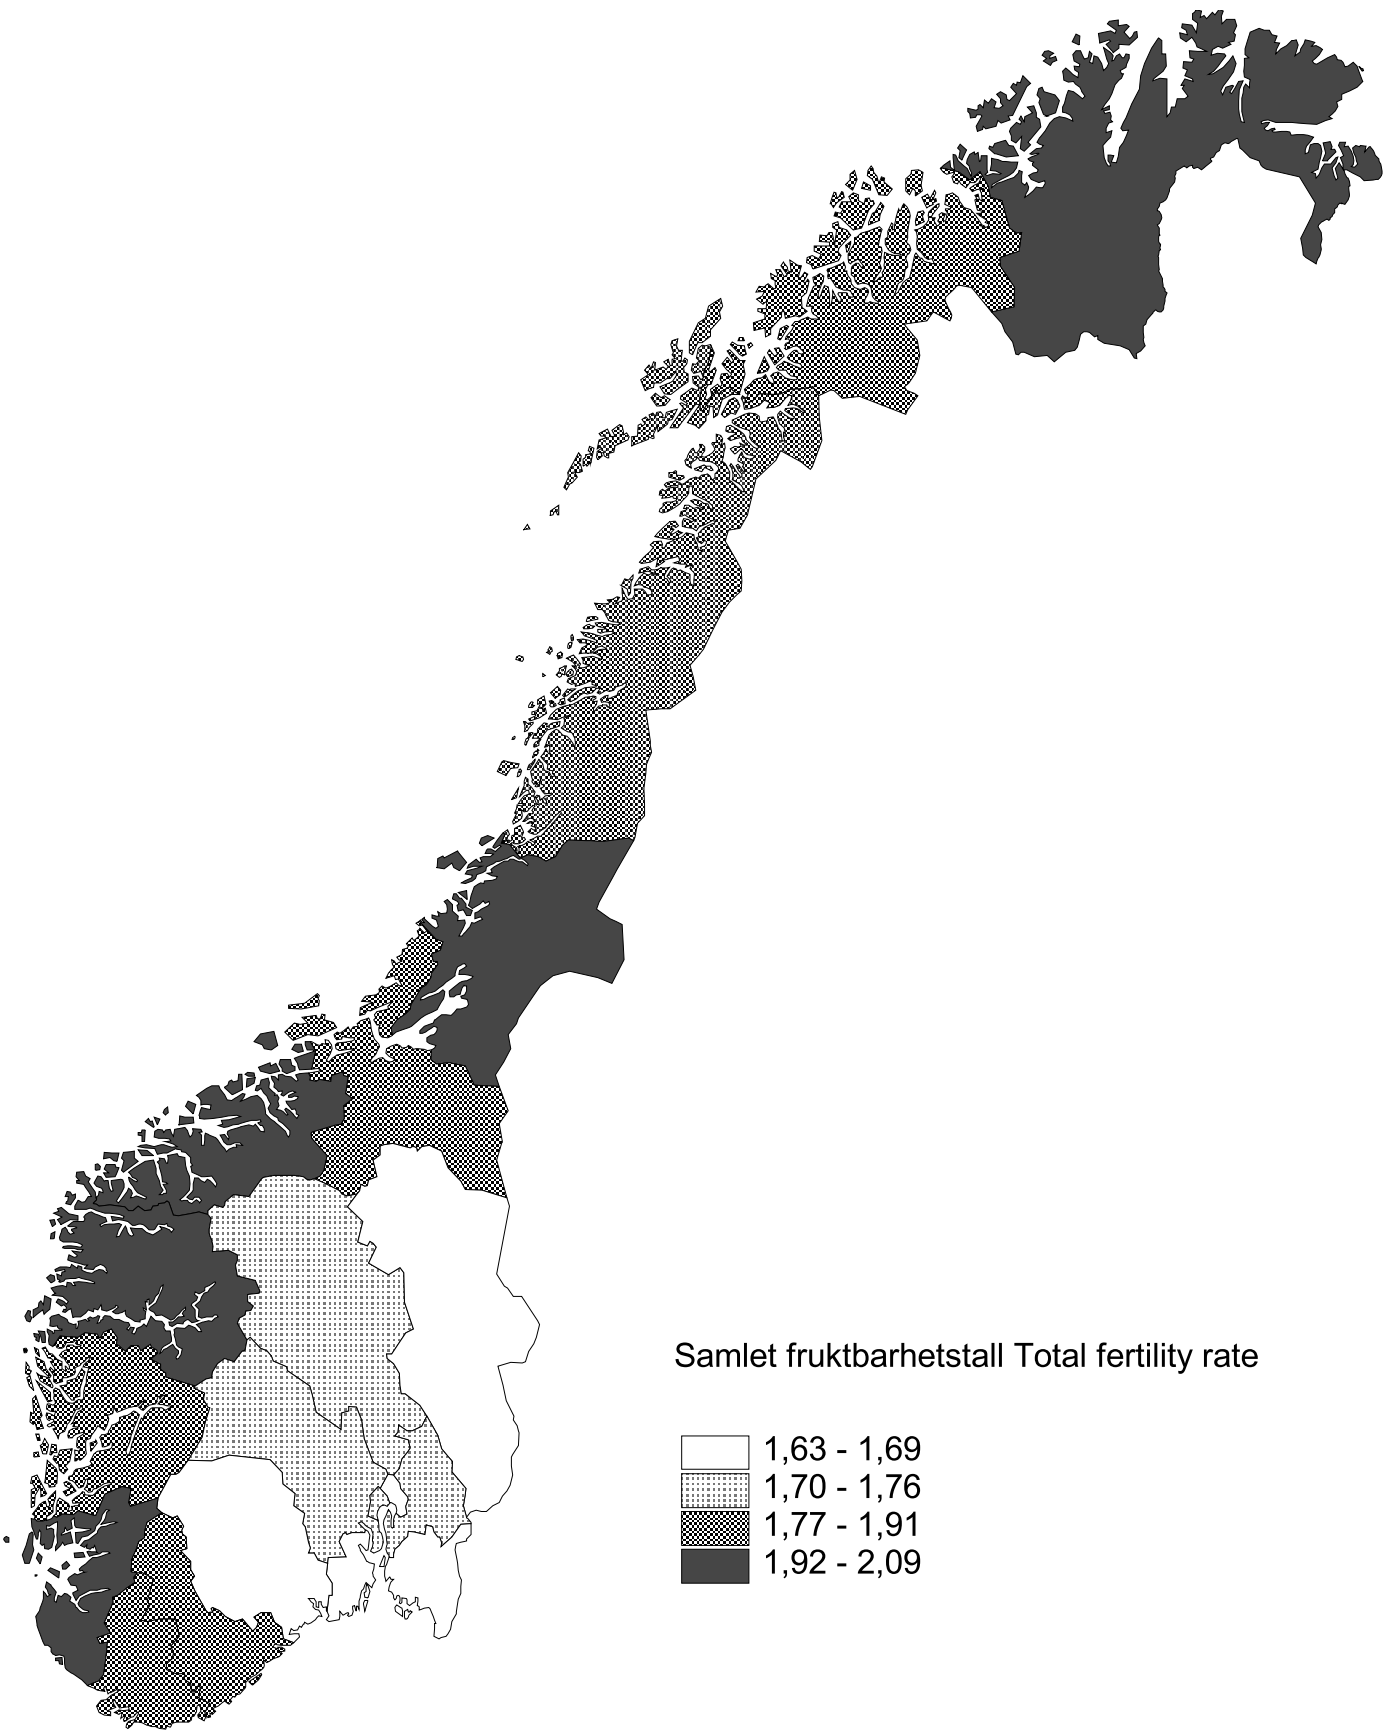 Samlet fruktbarhetstall Total fertility rate
1,63 - 1,69
1,70 - 1,76
1,77 - 1,91
1,92 - 2,09